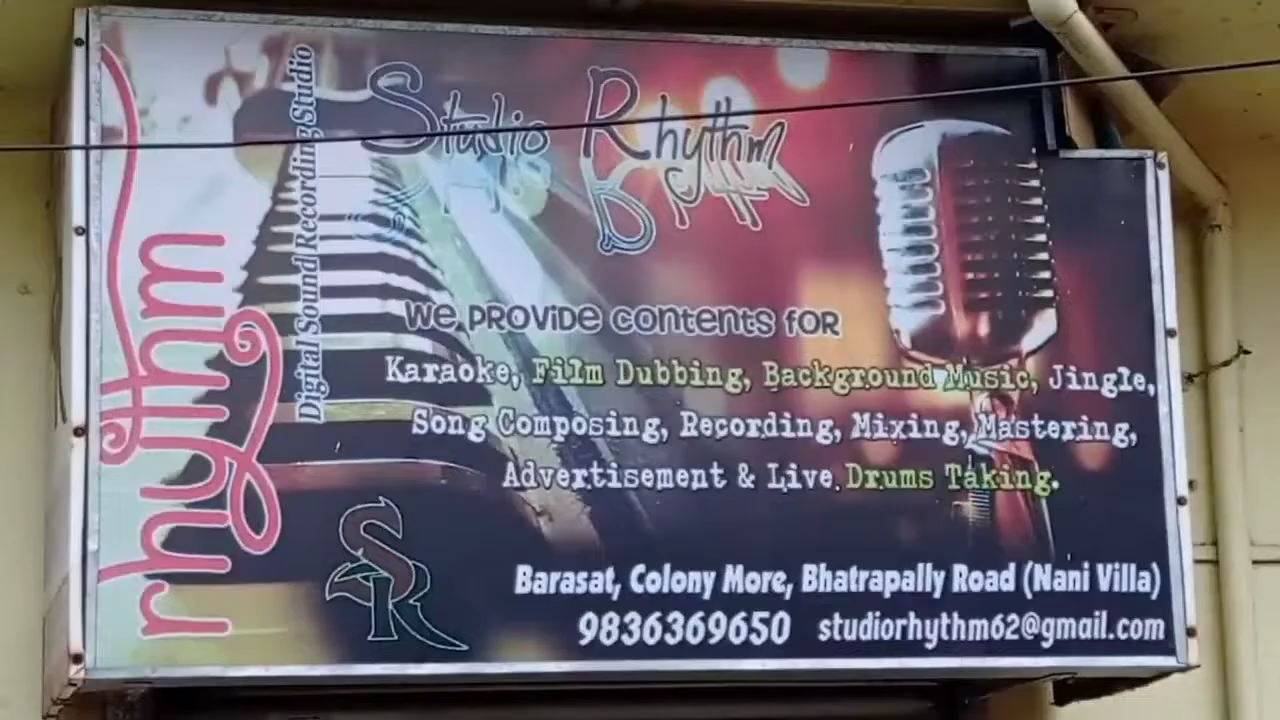 rhythm
Digital Sound Recording Studio
Studio Rhythm
We PROViDe contents foR
Karaoke, Film Dubbing, Background Music, Jingle,
Song Composing, Recording, Mixing, Mastering,
Advertisement & Live Drums Taking.
SR
Barasat, Colony More, Bhatrapally Road (Nani Villa)
9836369650 studiorhythm62@gmail.com